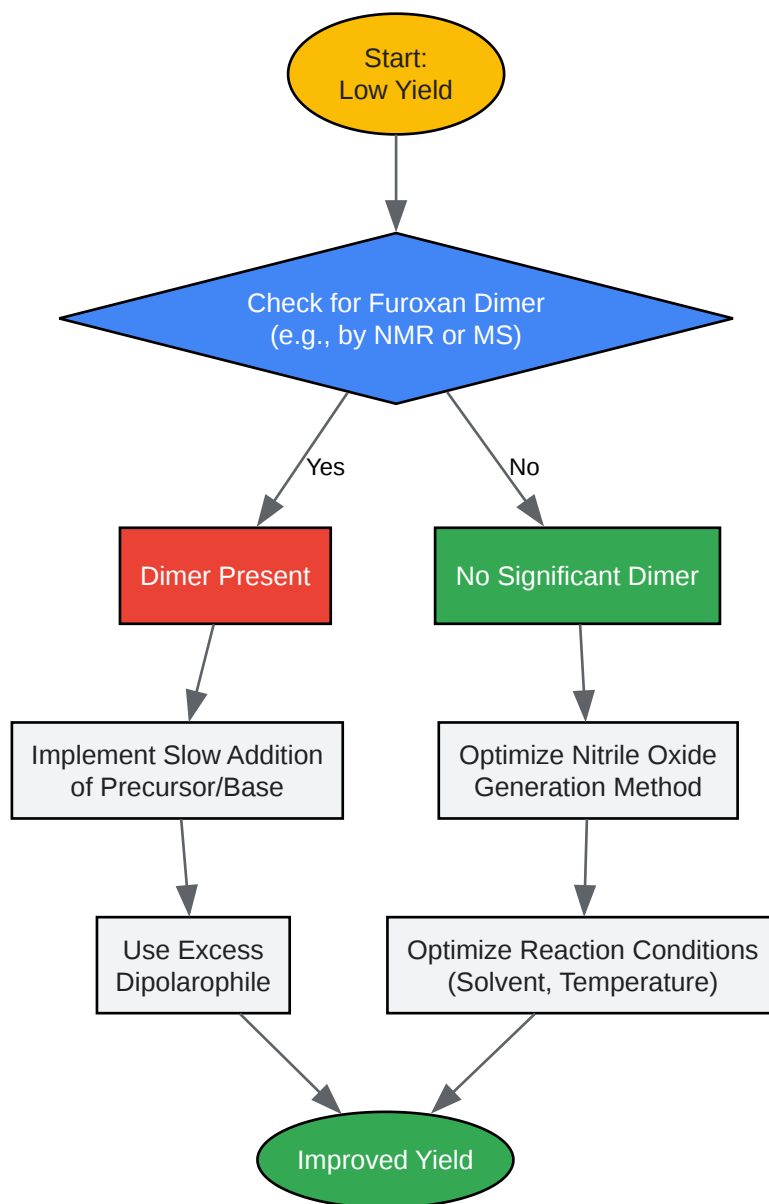 Start:
Low Yield
Check for Furoxan Dimer
(e.g., by NMR or MS)
Yes
No
Dimer Present
No Significant Dimer
Implement Slow Addition
of Precursor/Base
Optimize Nitrile Oxide
Generation Method
Use Excess
Dipolarophile
Optimize Reaction Conditions
(Solvent, Temperature)
Improved Yield